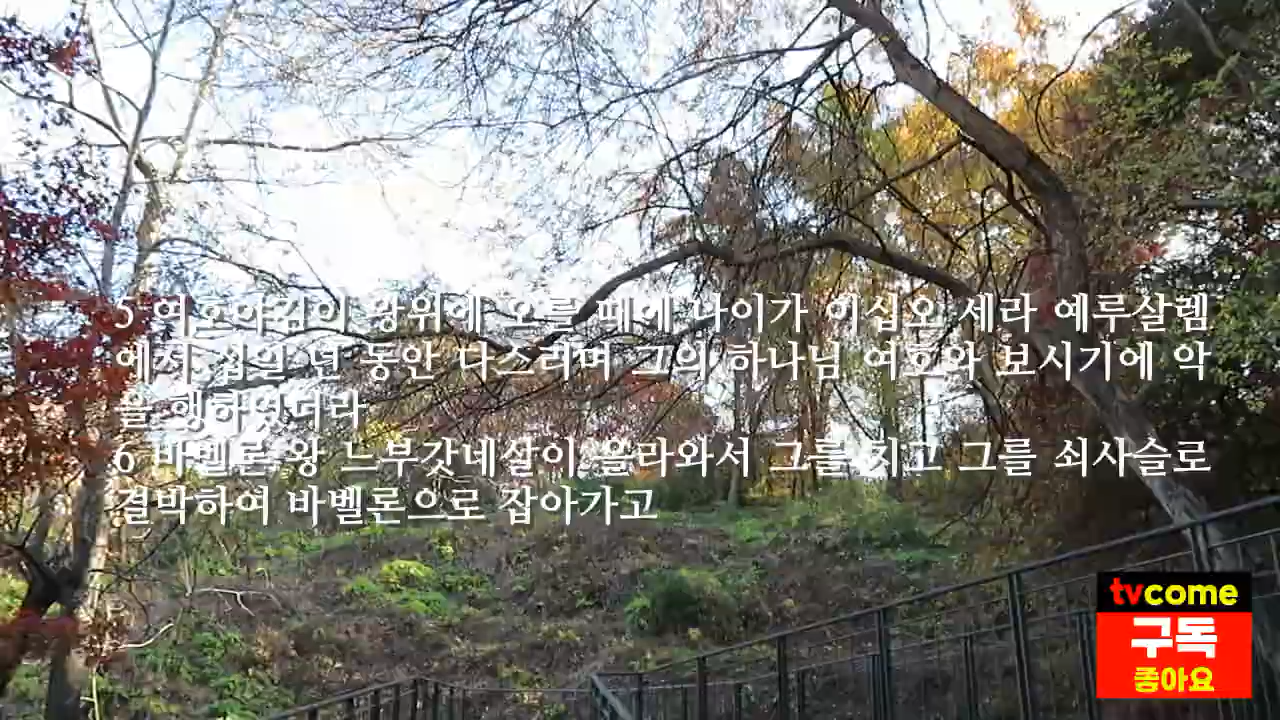 5 여호야김이 왕위에 오를 때에 나이가 이십오 세라 예루살렘
에서 십일 년 동안 다스리며 그의 하나님 여호와 보시기에 악
을 행하였더라
6 바벨론 왕 느부갓네살이 올라와서 그를 치고 그를 쇠사슬로
결박하여 바벨론으로 잡아가고
tvcome
구독
좋아요